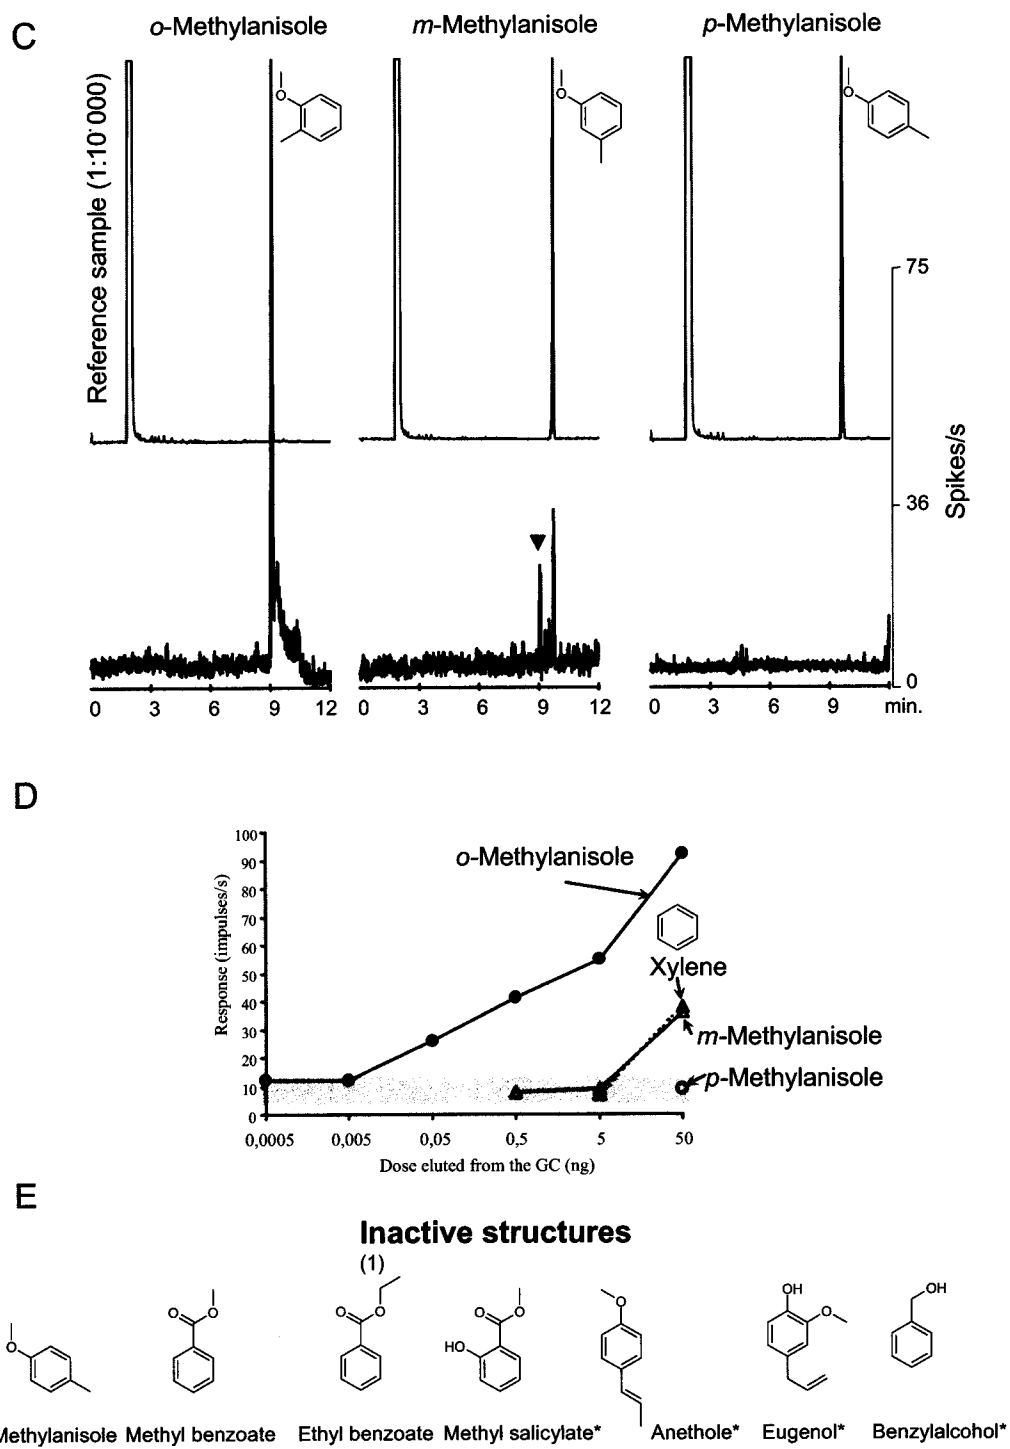 C
o-Methylanisole
m-Methylanisole
p-Methylanisole
Reference sample (1:10'000)
O
O
O
75
36
0
Spikes/s
0 3 6 9 12
0 3 6 9 12
0 3 6 9 min.
D
Response (impulses/s)
100
90
80
70
60
50
40
30
20
10
0
o-Methylanisole
Xylene
m-Methylanisole
p-Methylanisole
0,0005 0,005 0,05 0,5 5 50
Dose eluted from the GC (ng)
E
Inactive structures
(1)
O
O O
O O
O O
HO
O
OH
O
OH
Methylanisole Methyl benzoate Ethyl benzoate Methyl salicylate* Anethole* Eugenol* Benzylalcohol*